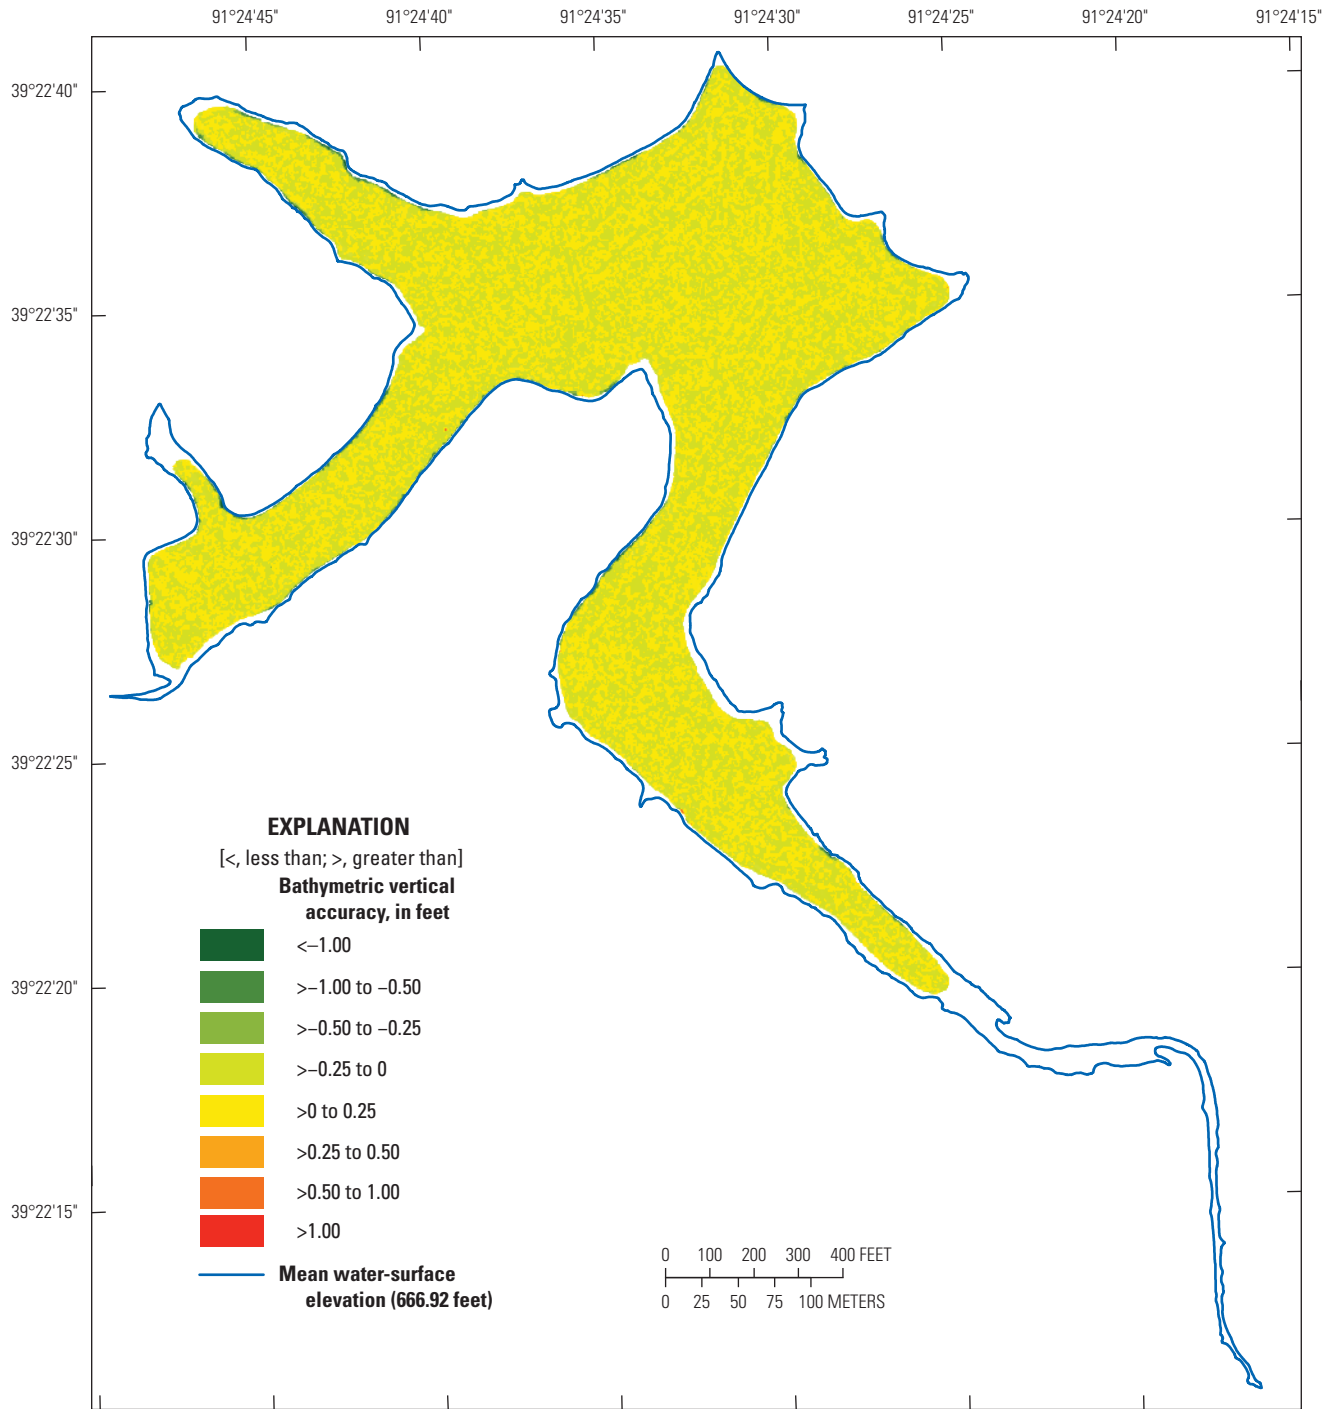 91°24'45" 91°24'40" 91°24'35" 91°24'30" 91°24'25" 91°24'20" 91°24'15"
39°22'40"
39°22'35"
39°22'30"
39°22'25"
39°22'20"
39°22'15"
EXPLANATION
[<, less than; >, greater than]
Bathymetric vertical
accuracy, in feet
<–1.00
>–1.00 to –0.50
>–0.50 to –0.25
>–0.25 to 0
>0 to 0.25
>0.25 to 0.50
>0.50 to 1.00
>1.00
Mean water-surface
elevation (666.92 feet)
0 100 200 300 400 FEET
0 25 50 75 100 METERS